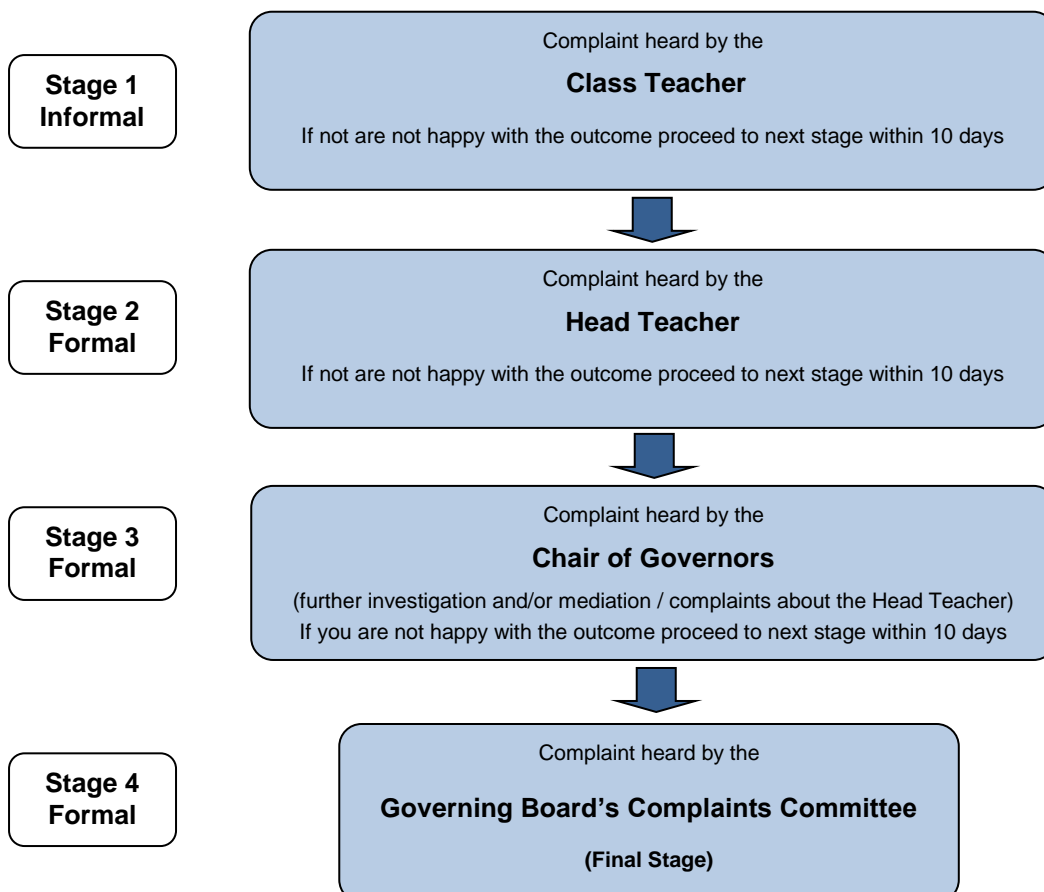 Stage 1
Informal
Complaint heard by the
Class Teacher
If not are not happy with the outcome proceed to next stage within 10 days
Stage 2
Formal
Complaint heard by the
Head Teacher
If not are not happy with the outcome proceed to next stage within 10 days
Stage 3
Formal
Complaint heard by the
Chair of Governors
(further investigation and/or mediation / complaints about the Head Teacher)
If you are not happy with the outcome proceed to next stage within 10 days
Stage 4
Formal
Complaint heard by the
Governing Board’s Complaints Committee
(Final Stage)